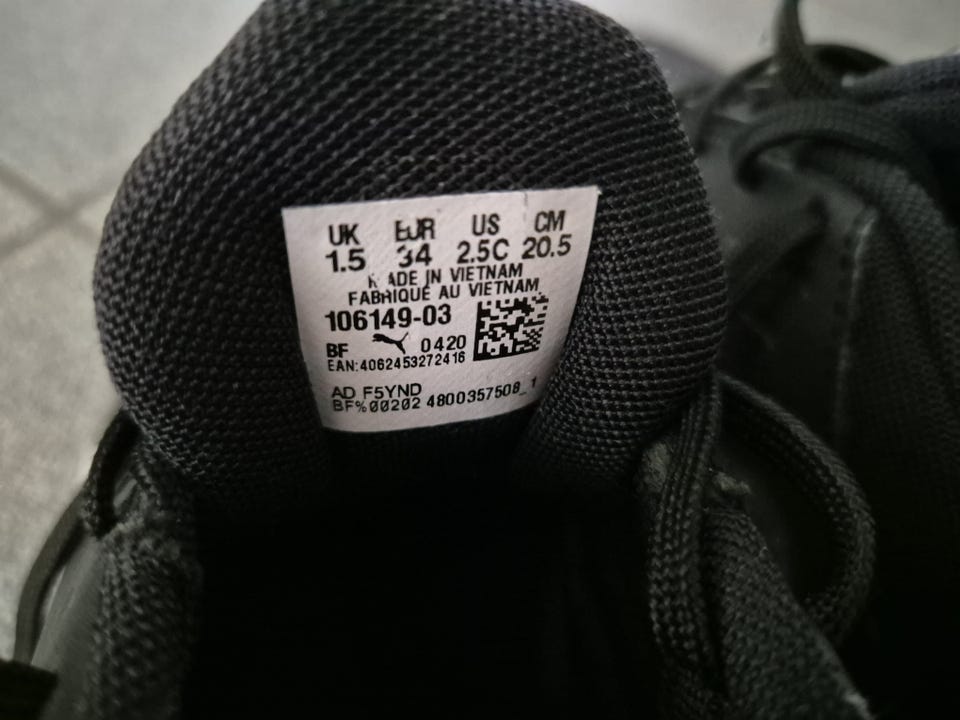 UK EUR US CM
1.5 34 2.5C 20.5
MADE IN VIETNAM
FABRIQUÉ AU VIETNAM
106149-03
BF 0420
EAN:4062453272416
AD F5YND
BF%00202 4800357508_1